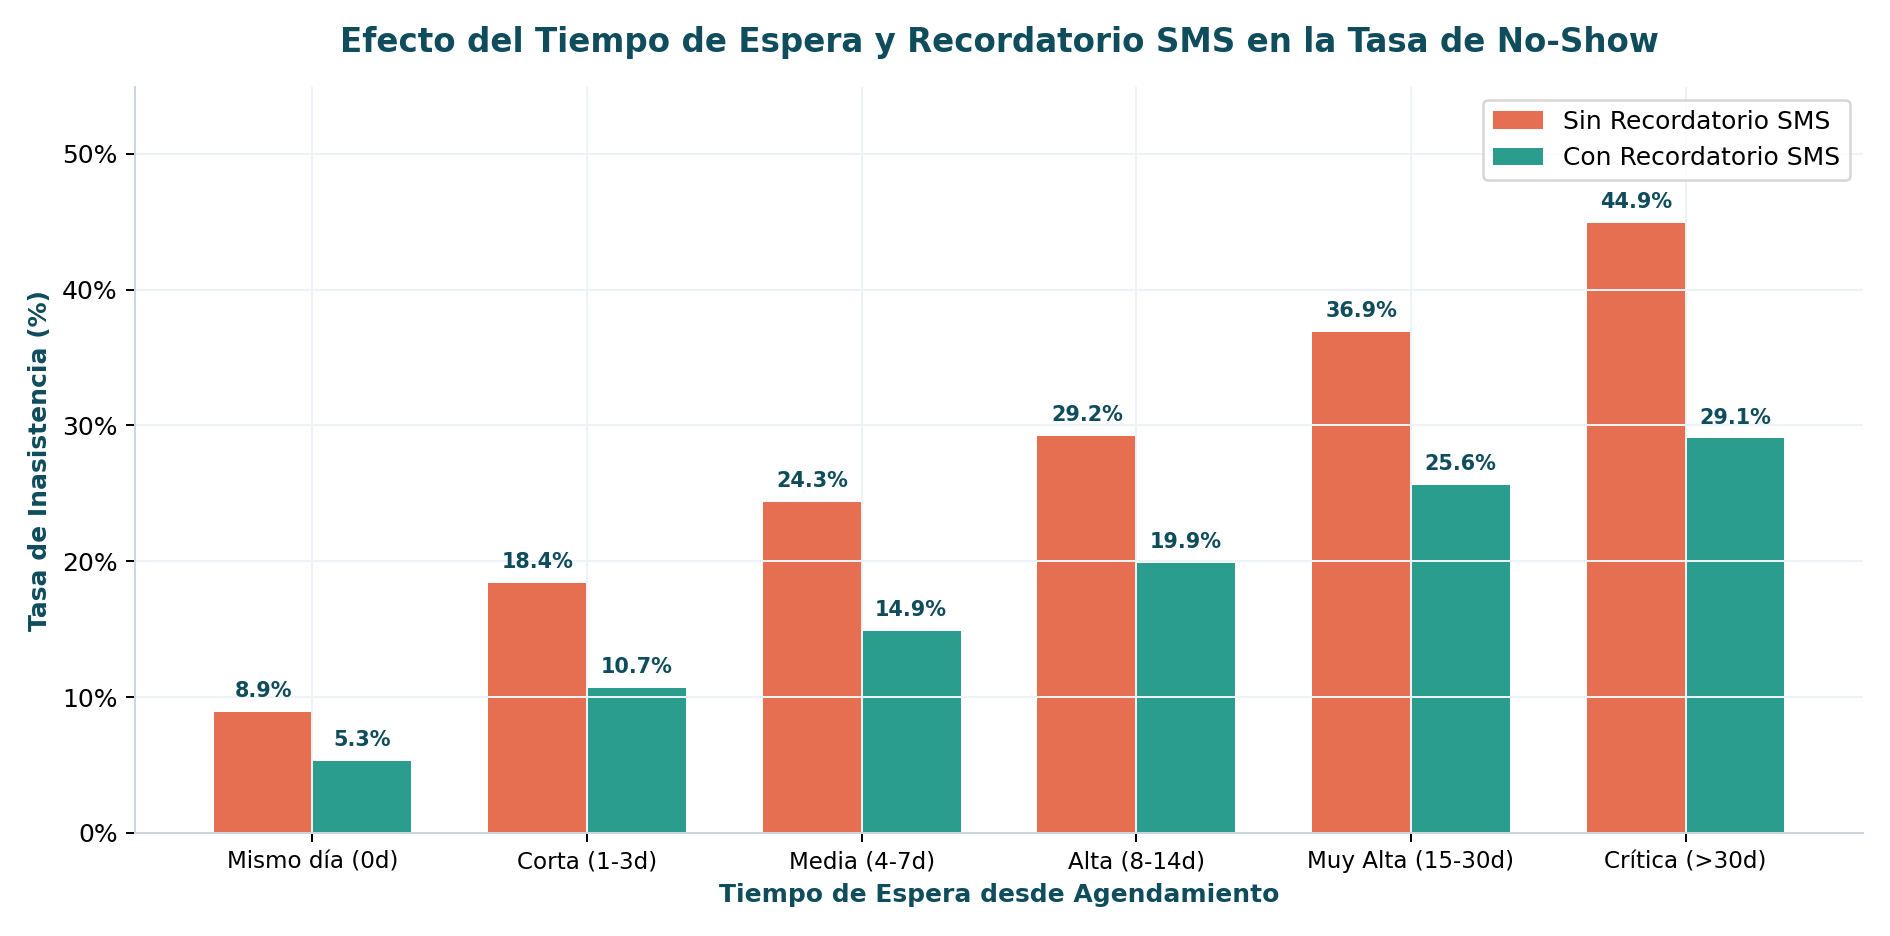 Efecto del Tiempo de Espera y Recordatorio SMS en la Tasa de No-Show
Sin Recordatorio SMS
Con Recordatorio SMS
Tasa de Inasistencia (%)
50%
40%
30%
20%
10%
0%
8.9%
5.3%
18.4%
10.7%
24.3%
14.9%
29.2%
19.9%
36.9%
25.6%
44.9%
29.1%
Mismo día (0d)
Corta (1-3d)
Media (4-7d)
Alta (8-14d)
Muy Alta (15-30d)
Crítica (>30d)
Tiempo de Espera desde Agendamiento